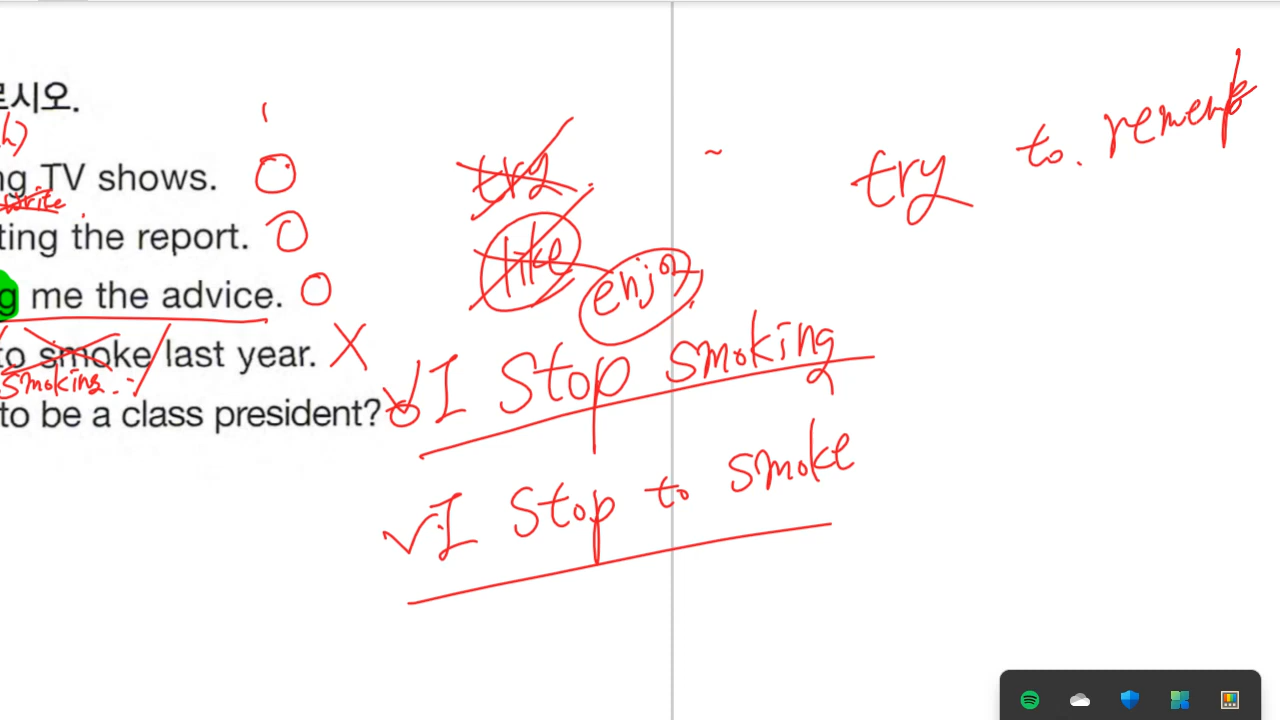 르시오.
ng TV shows.
write
ting the report.
g me the advice.
to smoke last year.
smoking
to be a class president?
try
like
enjoy
I Stop smoking
I Stop to smoke
try to.